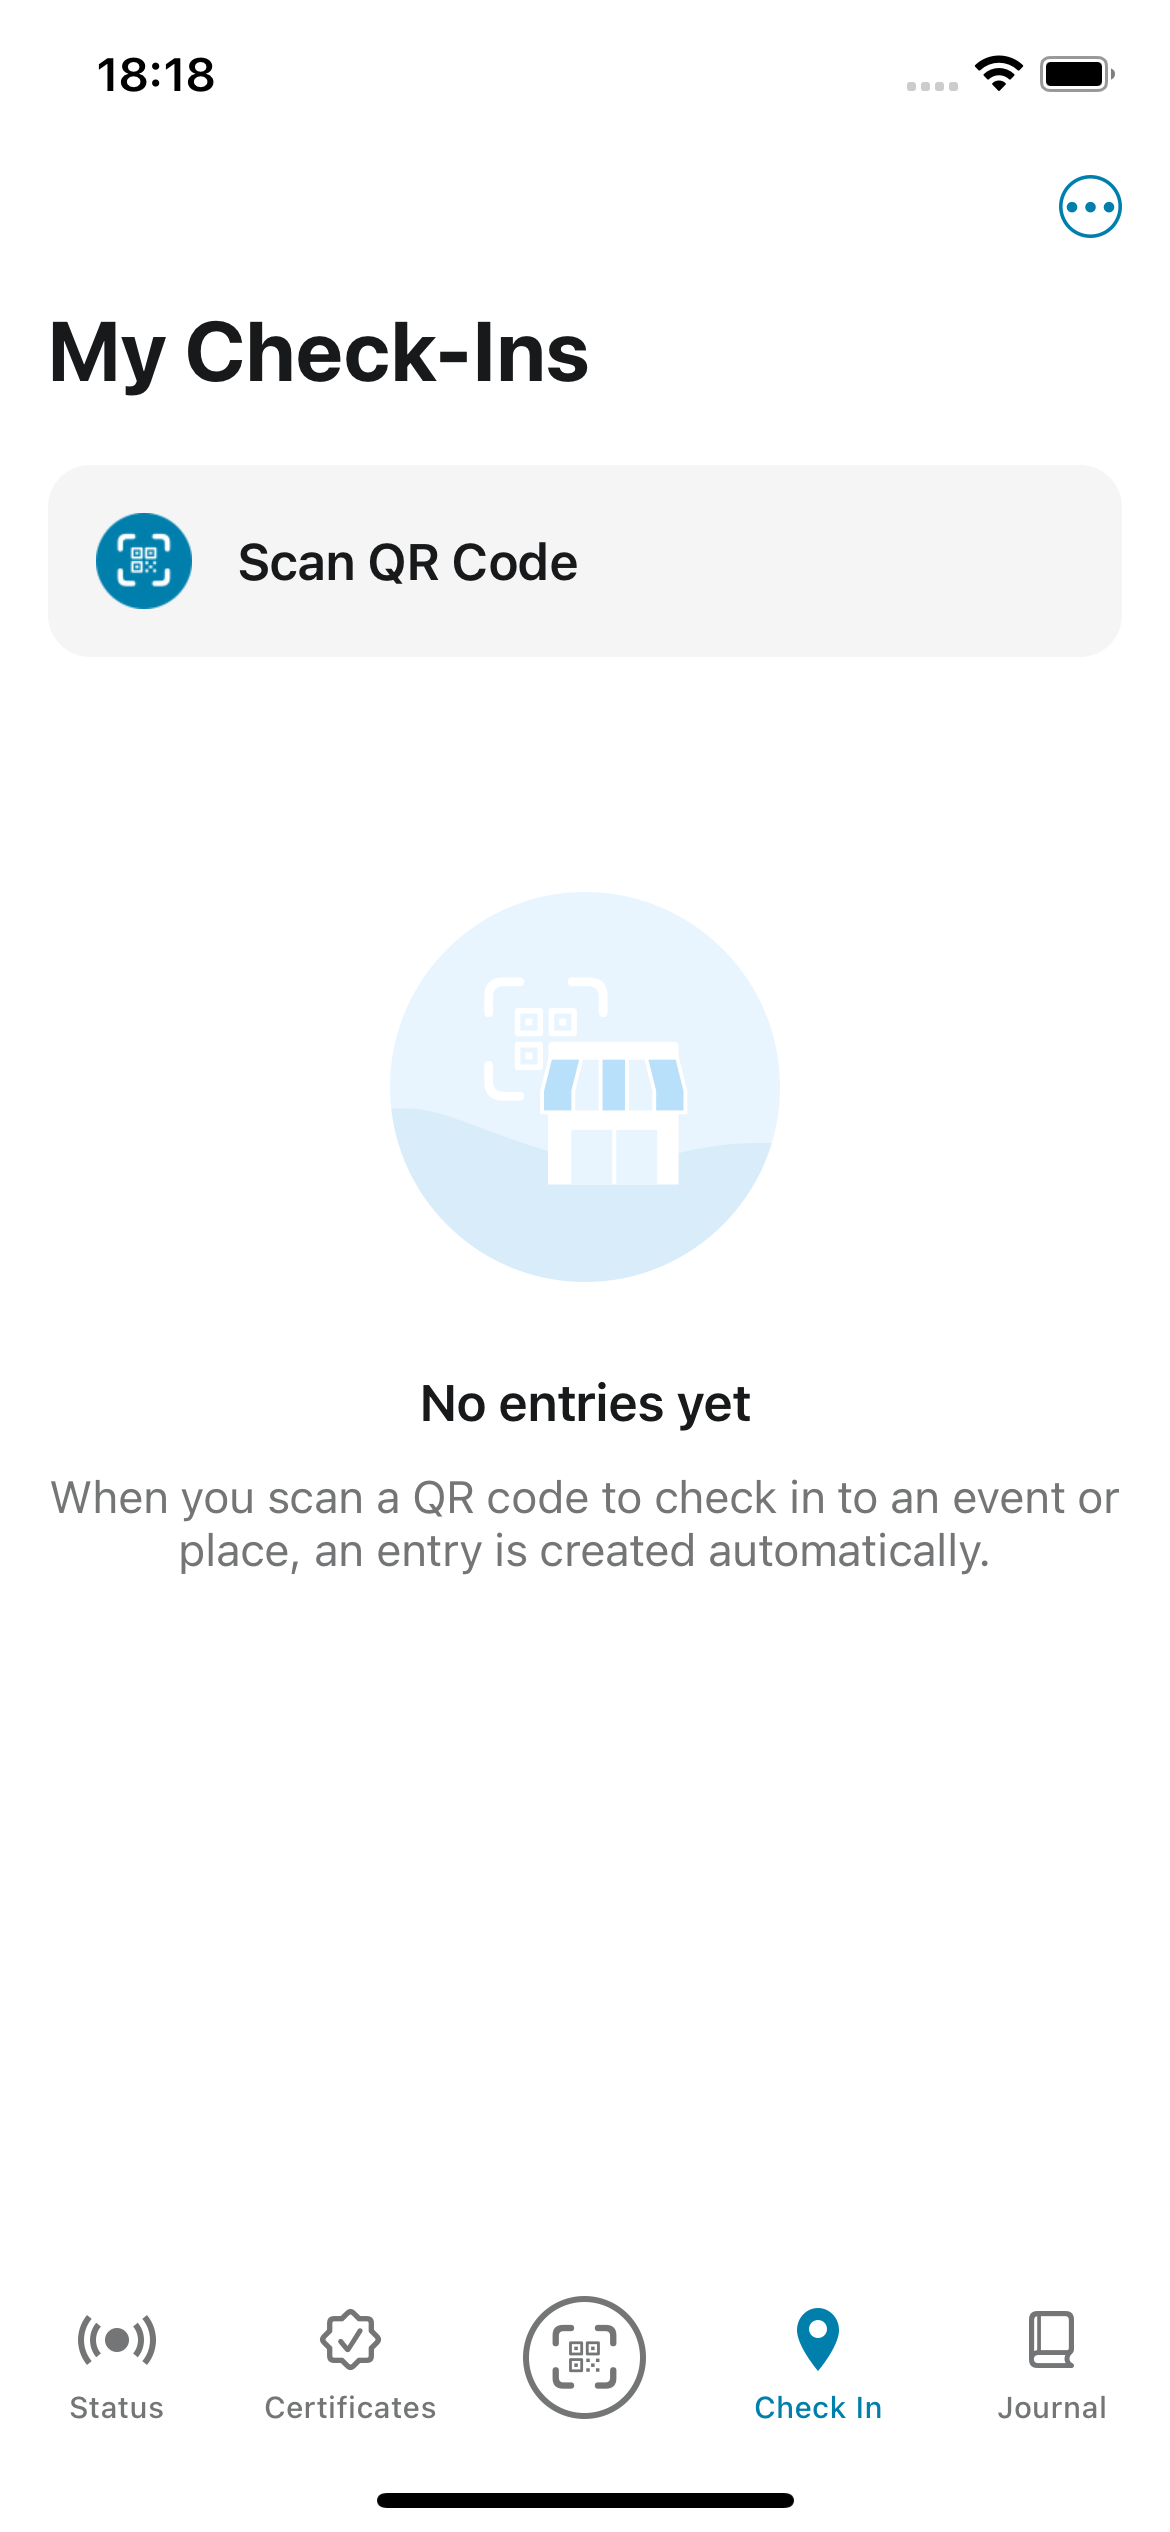 18:18
My Check-Ins
Scan QR Code
No entries yet
When you scan a QR code to check in to an event or
place, an entry is created automatically.
Status
Certificates
Check In
Journal